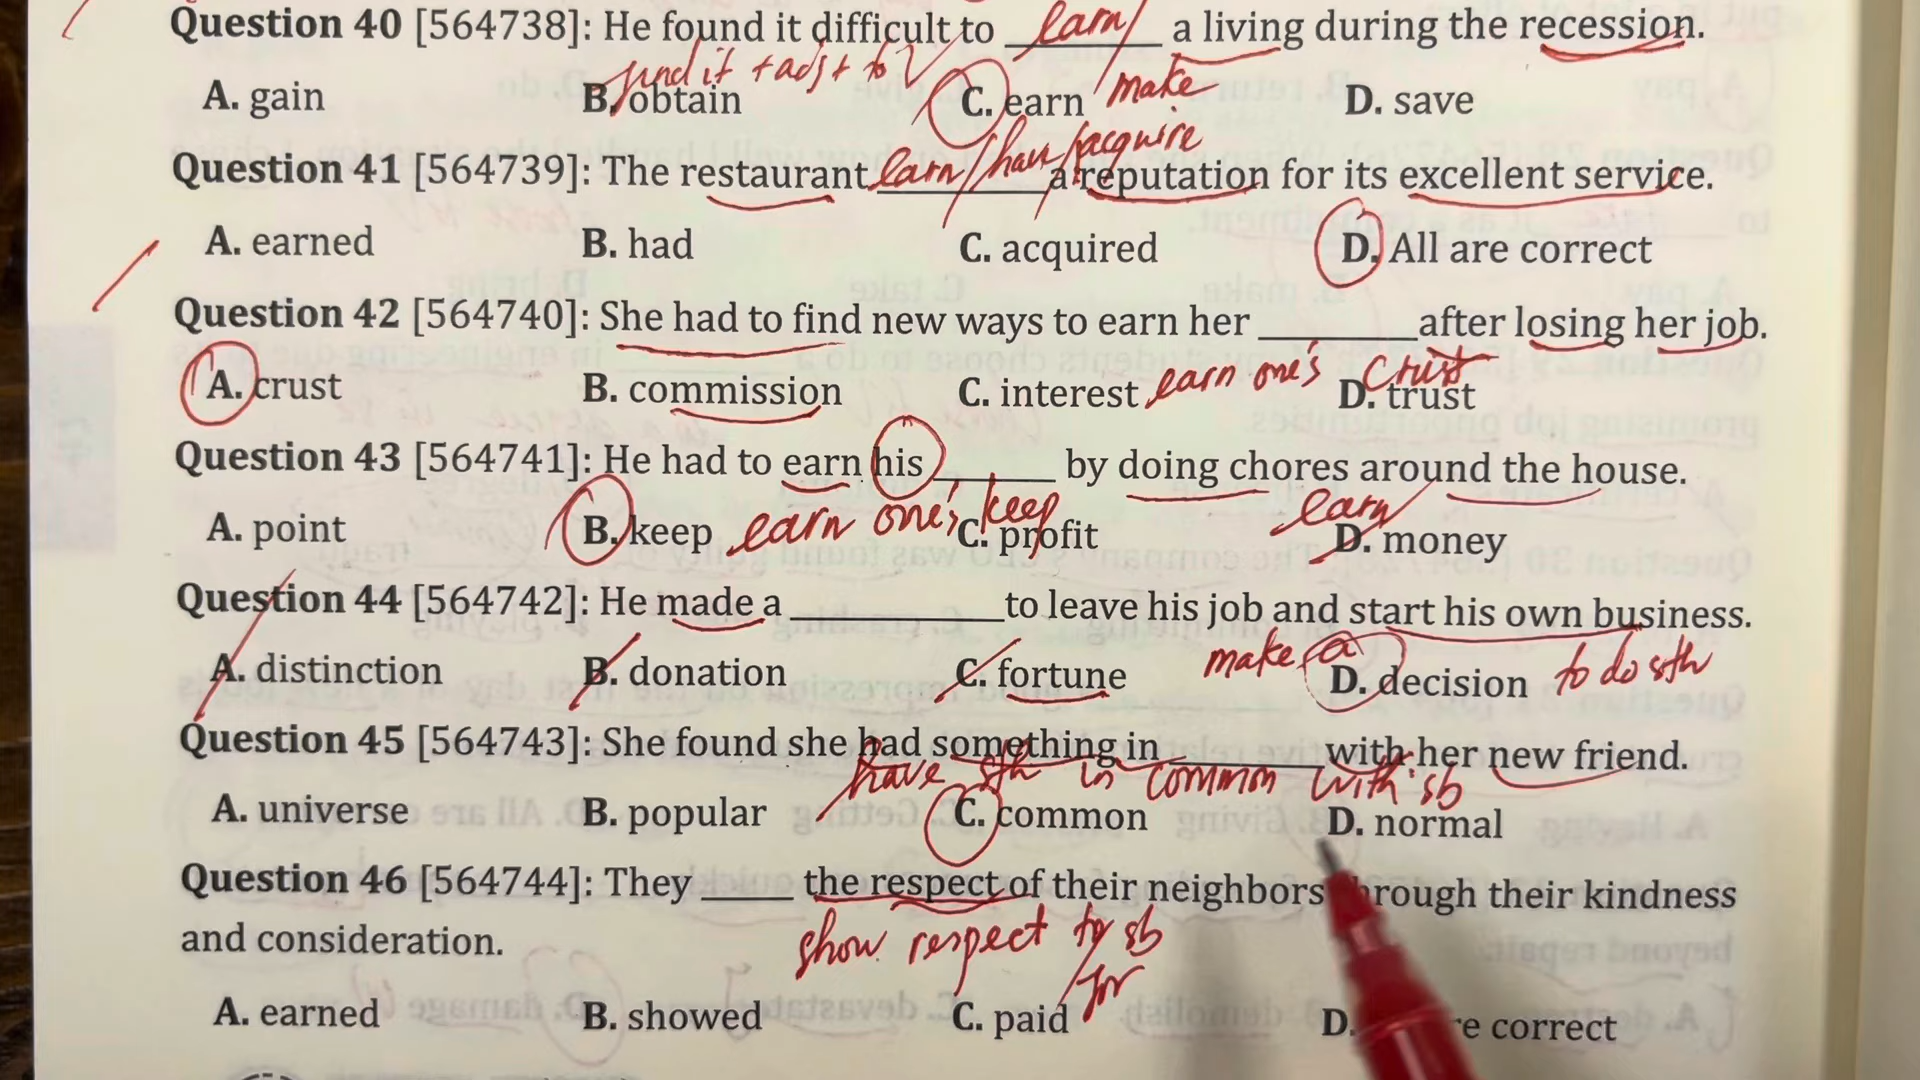 Question 40 [564738]: He found it difficult to ______ a living during the recession.
earn/
find it + adj + to V
A. gain B. obtain C. earn D. save
make
earn/have/acquire
Question 41 [564739]: The restaurant ______ a reputation for its excellent service.
A. earned B. had C. acquired D. All are correct
Question 42 [564740]: She had to find new ways to earn her ______ after losing her job.
A. crust B. commission C. interest D. trust
earn one's crust
Question 43 [564741]: He had to earn his ______ by doing chores around the house.
A. point B. keep C. profit D. money
earn one's keep
earn
Question 44 [564742]: He made a ______ to leave his job and start his own business.
A. distinction B. donation C. fortune D. decision
make a to do sth
Question 45 [564743]: She found she had something in ______ with her new friend.
have sth in common with sb
A. universe B. popular C. common D. normal
Question 46 [564744]: They ____ the respect of their neighbors through their kindness
and consideration.
show respect to sb
for
A. earned B. showed C. paid D. correct